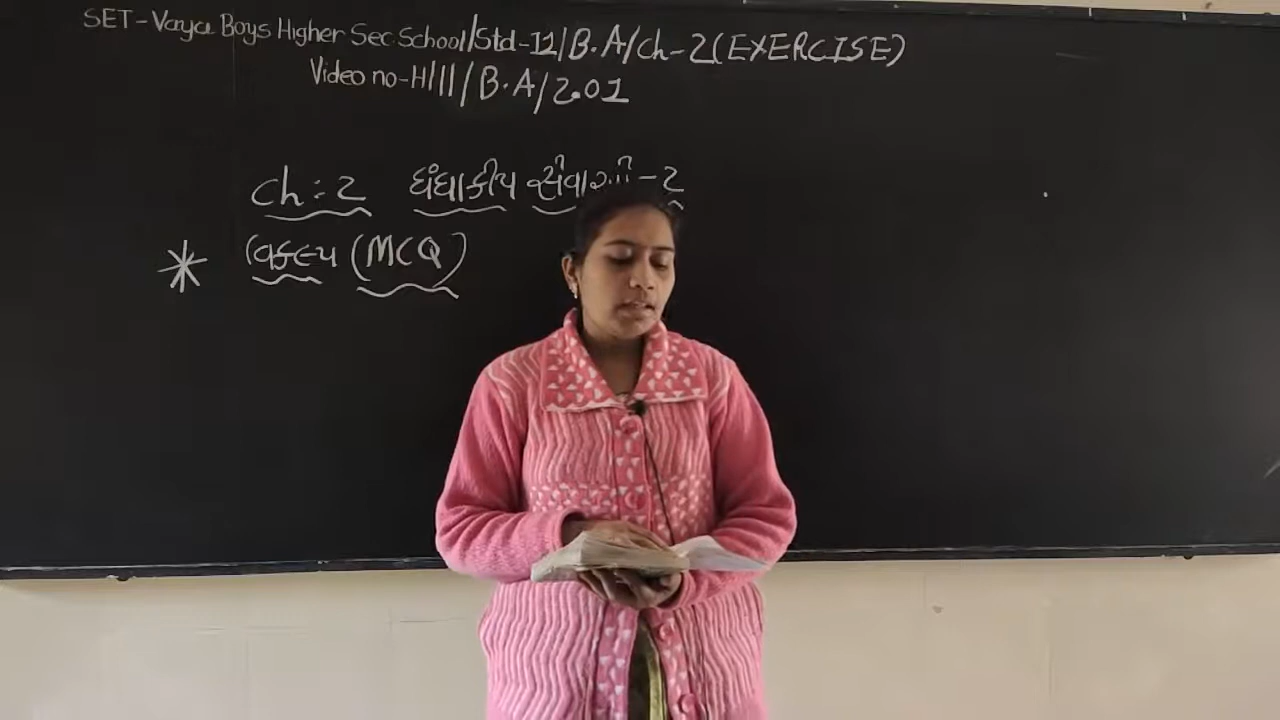 SET-Varya Boys Higher Sec.School/Std-11/B.A/Ch-2(EXERCISE)
Video no-H/11/B.A/2.01
Ch:2 ધંધાકીય સેવાઓ-2
* વિકલ્પ (MCQ)